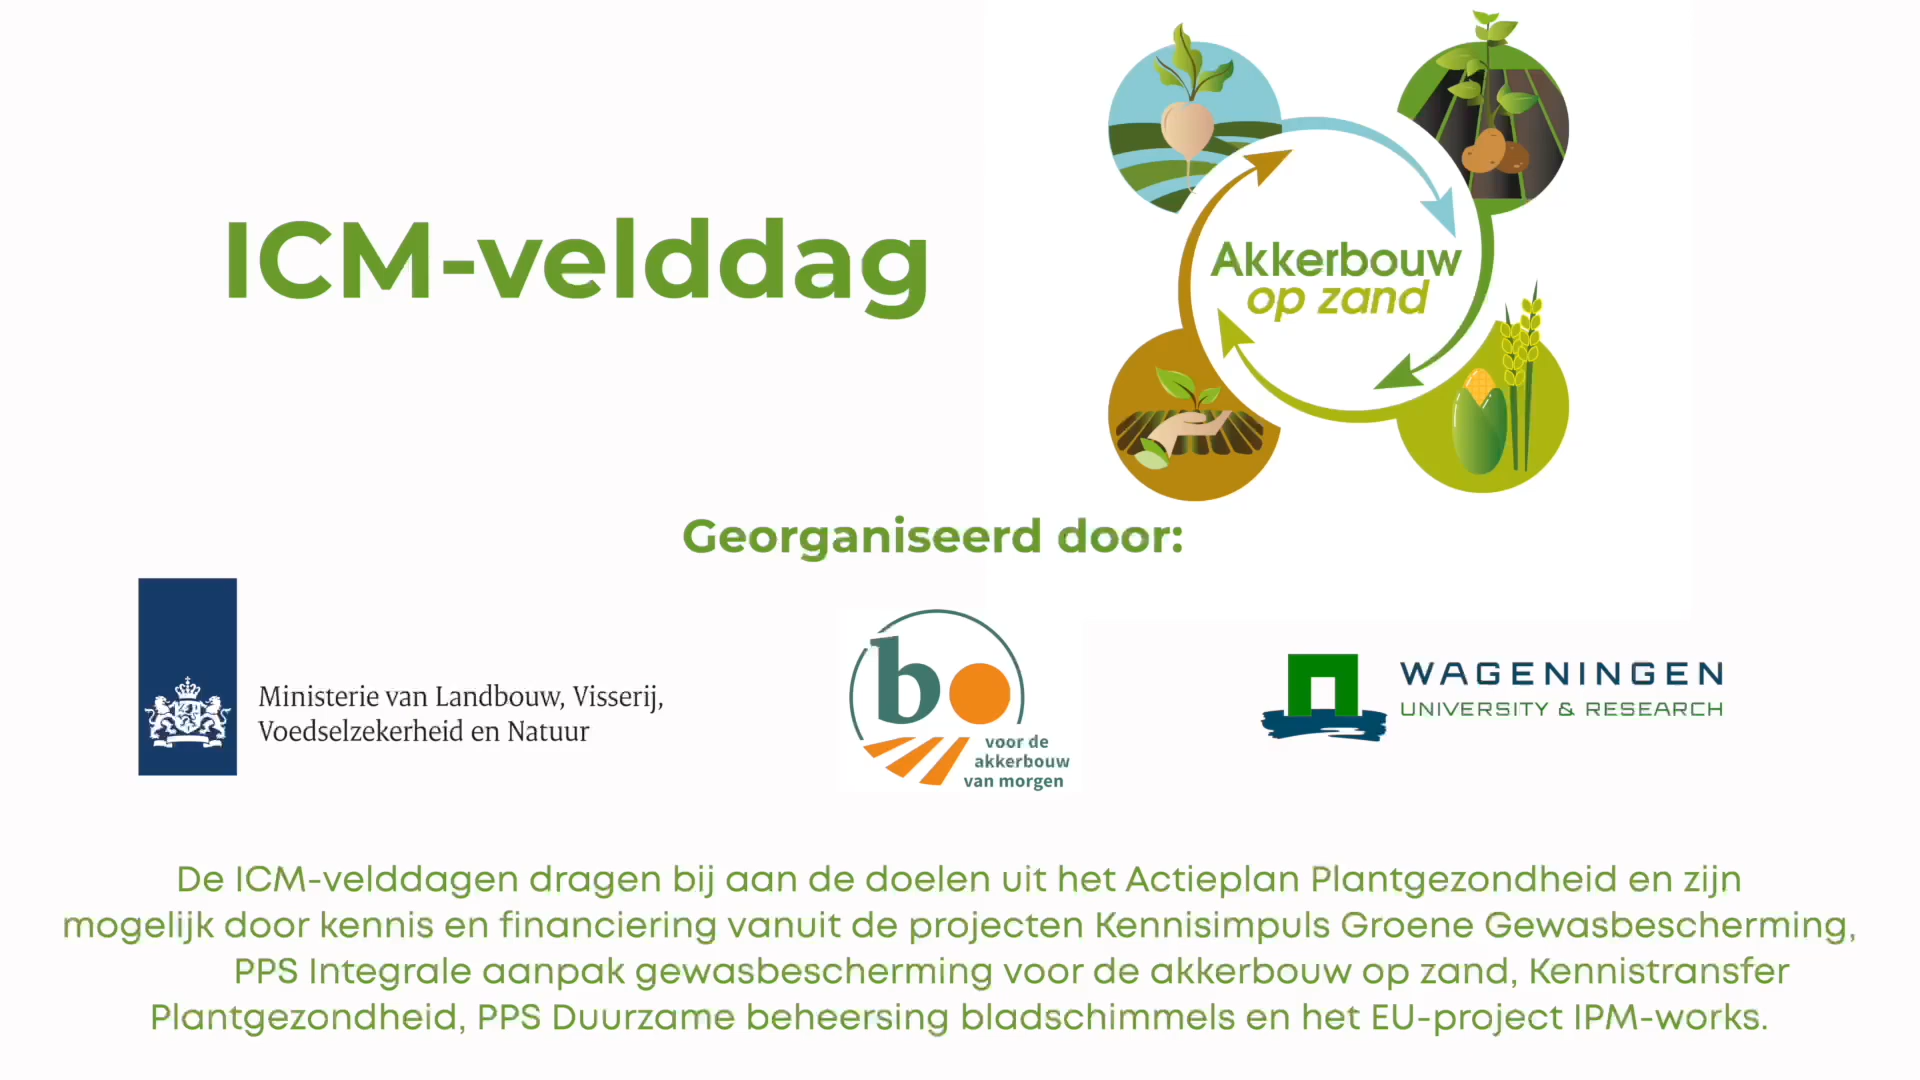 ICM-velddag
Akkerbouw
op zand
Georganiseerd door:
Ministerie van Landbouw, Visserij,
Voedselzekerheid en Natuur
bo
voor de
akkerbouw
van morgen
WAGENINGEN
UNIVERSITY & RESEARCH
De ICM-velddagen dragen bij aan de doelen uit het Actieplan Plantgezondheid en zijn
mogelijk door kennis en financiering vanuit de projecten Kennisimpuls Groene Gewasbescherming,
PPS Integrale aanpak gewasbescherming voor de akkerbouw op zand, Kennistransfer
Plantgezondheid, PPS Duurzame beheersing bladschimmels en het EU-project IPM-works.